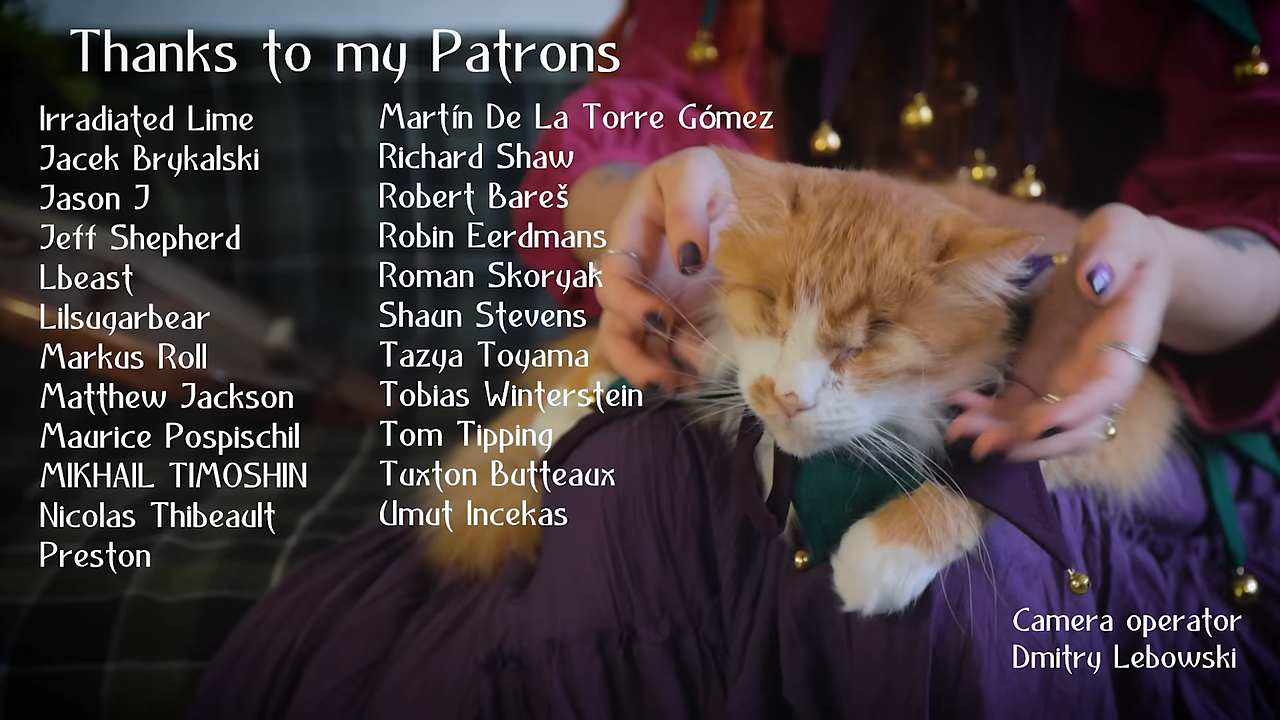 Thanks to my Patrons
Irradiated Lime
Jacek Brykalski
Jason J
Jeff Shepherd
Lbeast
Lilsugarbear
Markus Roll
Matthew Jackson
Maurice Pospischil
MIKHAIL TIMOSHIN
Nicolas Thibeault
Preston
Martín De La Torre Gómez
Richard Shaw
Robert Bareš
Robin Eerdmans
Roman Skoryak
Shaun Stevens
Tazya Toyama
Tobias Winterstein
Tom Tipping
Tuxton Butteaux
Umut Incekas
Camera operator
Dmitry Lebowski